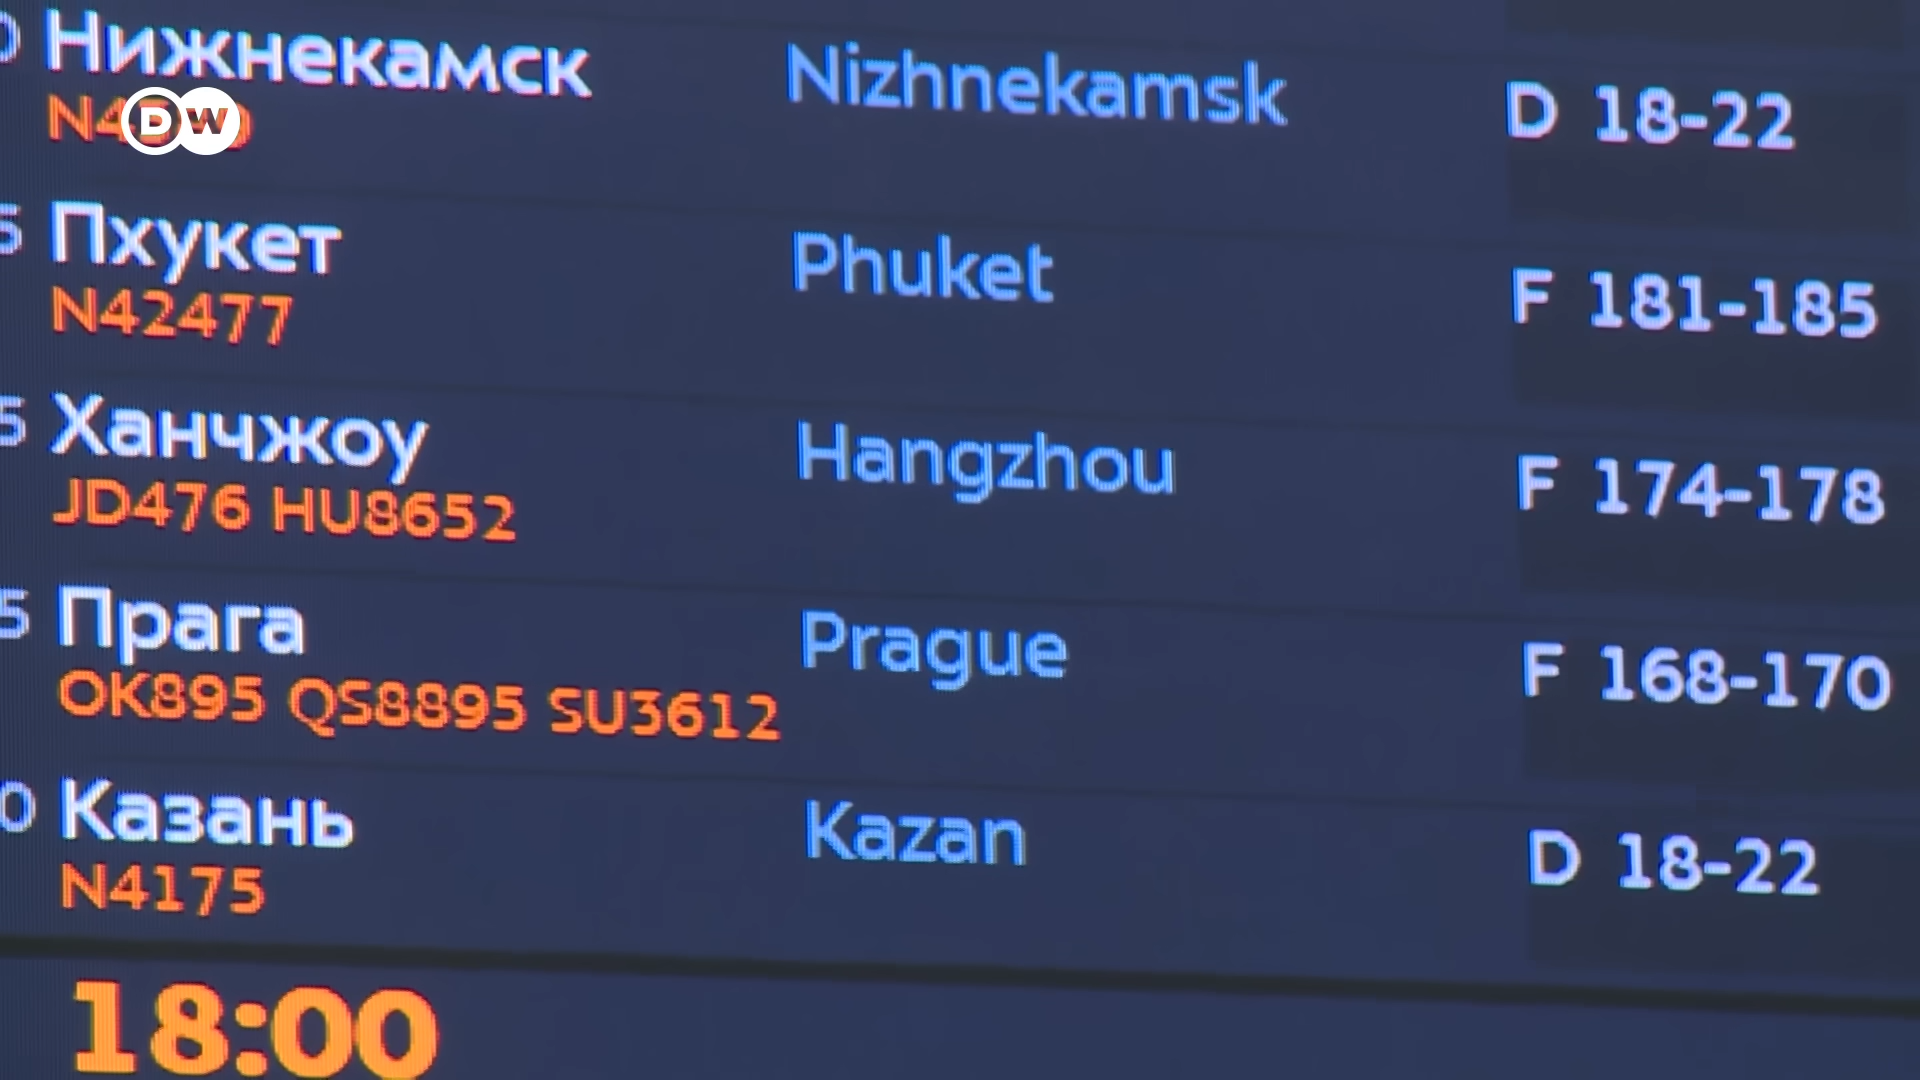 Нижнекамск Nizhnekamsk D 18-22
DW
Пхукет Phuket F 181-185
N42477
Ханчжоу Hangzhou F 174-178
JD476 HU8652
Прага Prague F 168-170
OK895 QS8895 SU3612
Казань Kazan D 18-22
N4175
18:00